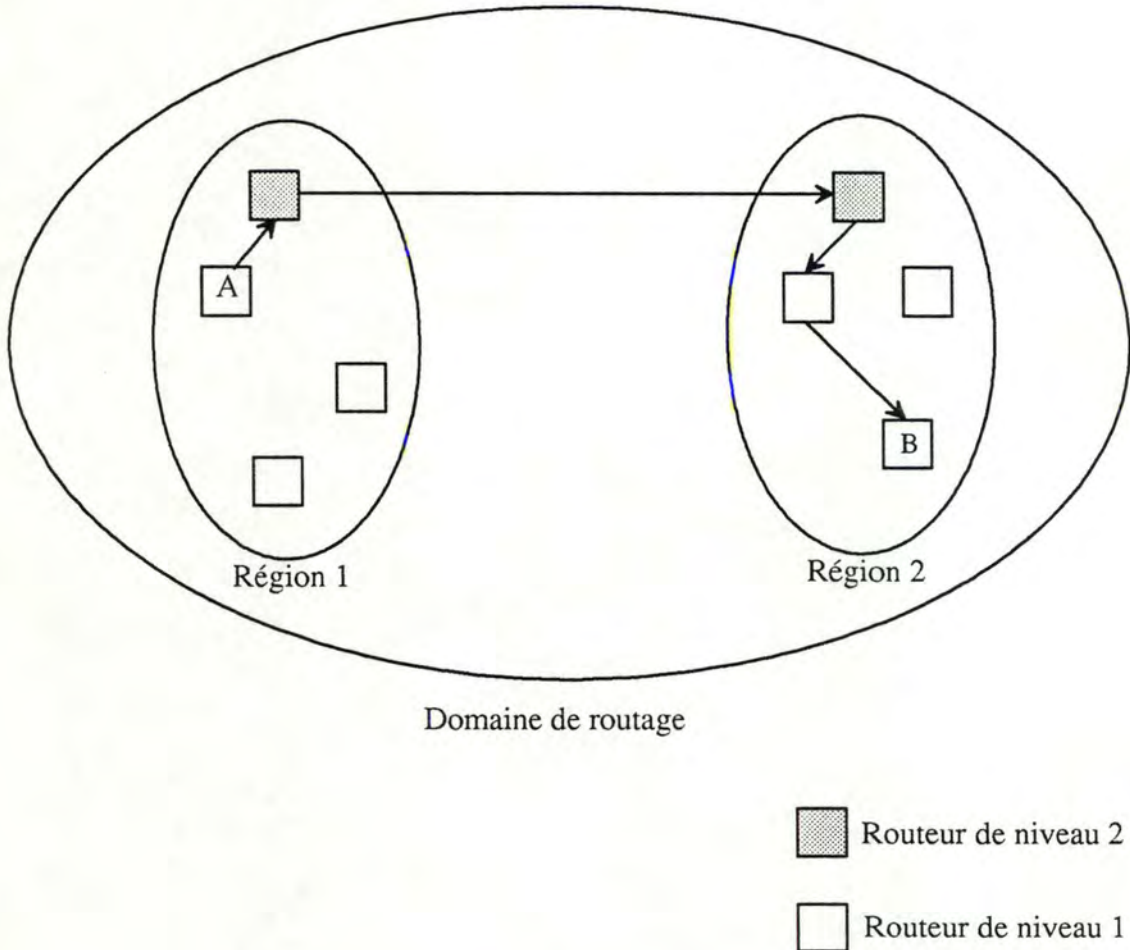 A
B
Région 1
Région 2
Domaine de routage
Routeur de niveau 2
Routeur de niveau 1